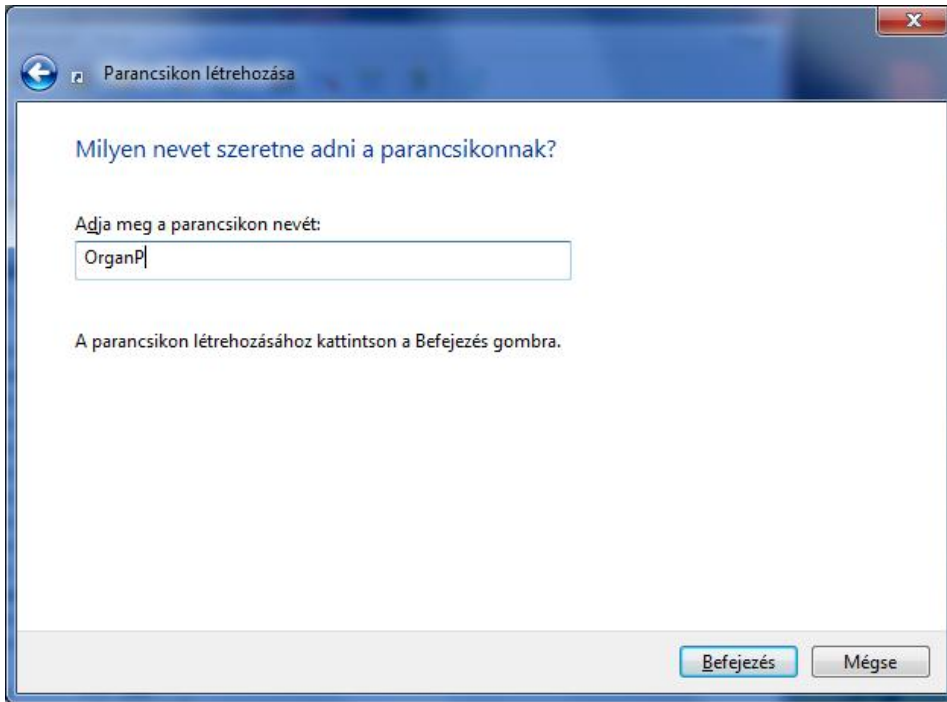 Parancsikon létrehozása
Milyen nevet szeretne adni a parancsikonnak?
Adja meg a parancsikon nevét:
OrganP
A parancsikon létrehozásához kattintson a Befejezés gombra.
Befejezés Mégse